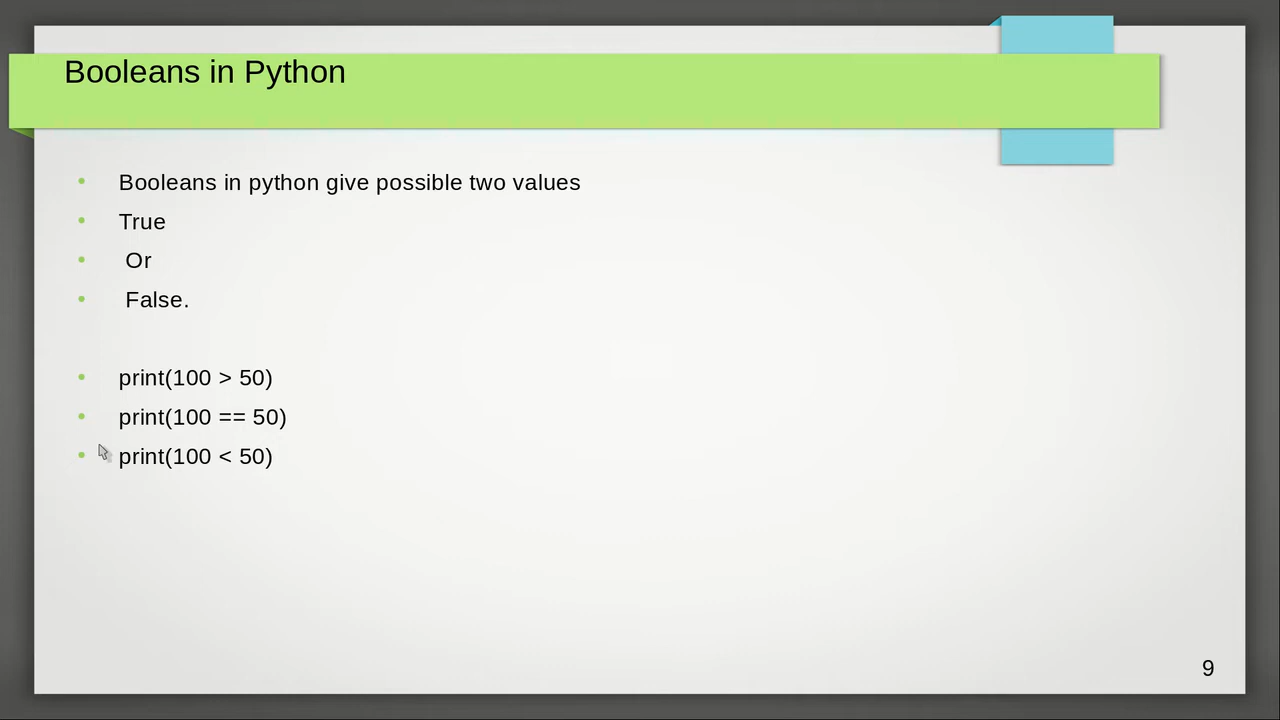 Booleans in Python
Booleans in python give possible two values
True
Or
False.
print(100 > 50)
print(100 == 50)
print(100 < 50)
9